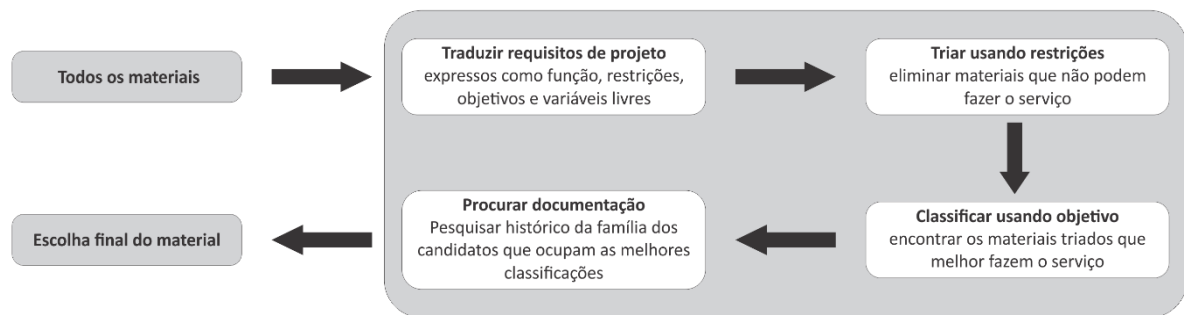 Todos os materiais
Traduzir requisitos de projeto
expressos como função, restrições,
objetivos e variáveis livres
Triar usando restrições
eliminar materiais que não podem
fazer o serviço
Classificar usando objetivo
encontrar os materiais triados que
melhor fazem o serviço
Procurar documentação
Pesquisar histórico da família dos
candidatos que ocupam as melhores
classificações
Escolha final do material